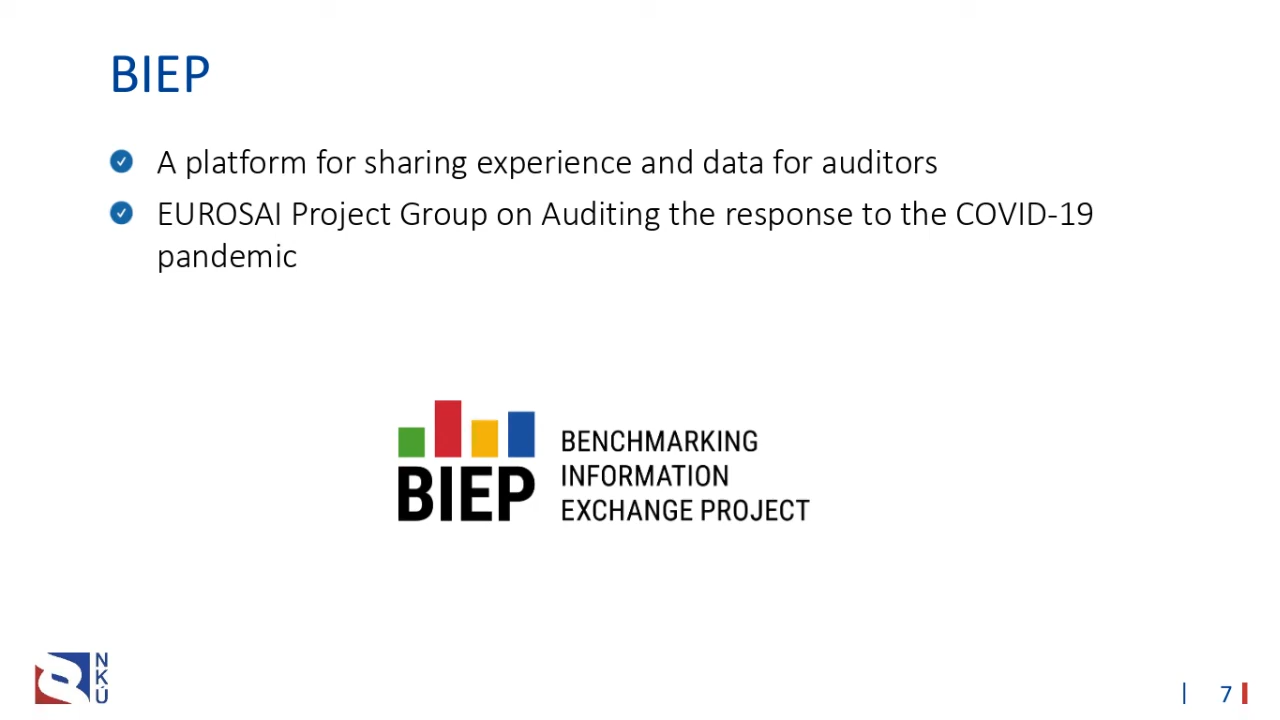 BIEP
A platform for sharing experience and data for auditors
EUROSAI Project Group on Auditing the response to the COVID-19
pandemic
BIEP
BENCHMARKING
INFORMATION
EXCHANGE PROJECT
NKÚ
7